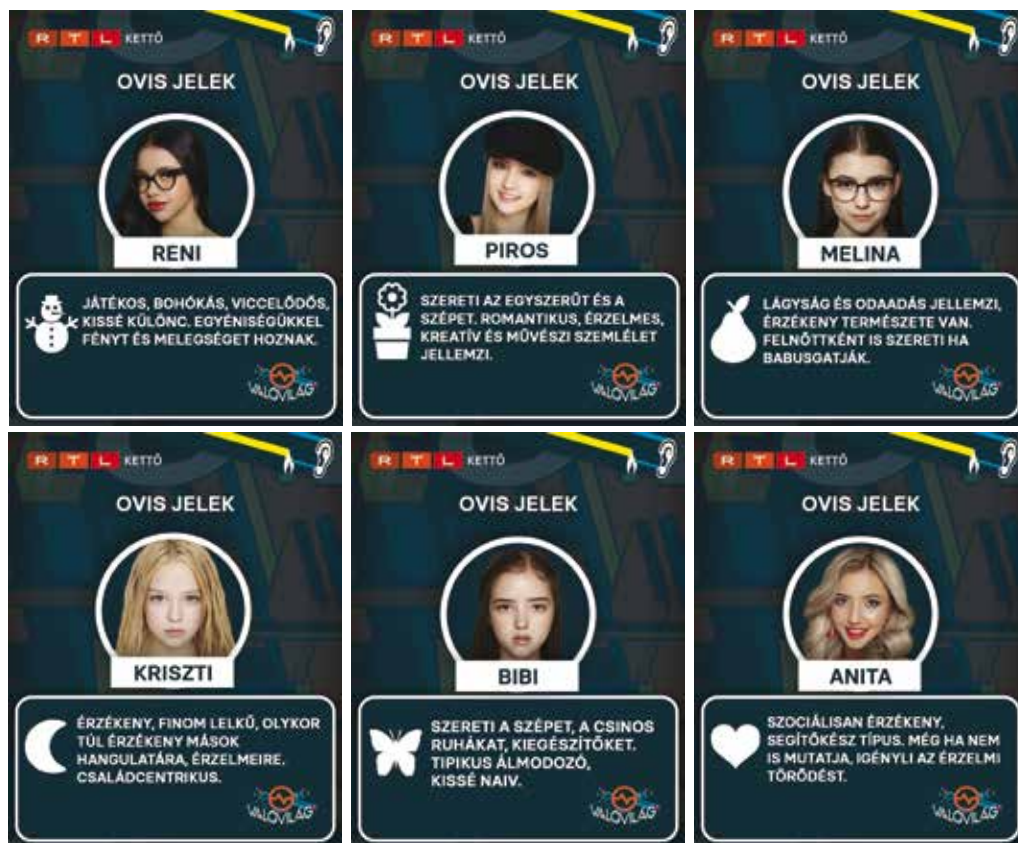 RTL KETTŐ
OVIS JELEK
RENI
JÁTÉKOS, BOHÓKÁS, VICCELŐDŐS,
KISSÉ KÜLÖNC. EGYÉNISÉGÜKKEL
FÉNYT ÉS MELEGSÉGET HOZNAK.
VALÓVILÁG
RTL KETTŐ
OVIS JELEK
PIROS
SZERETI AZ EGYSZERŰT ÉS A
SZÉPET. ROMANTIKUS, ÉRZELMES,
KREATÍV ÉS MŰVÉSZI SZEMLÉLET
JELLEMZI.
VALÓVILÁG
RTL KETTŐ
OVIS JELEK
MELINA
LÁGYSÁG ÉS ODAADÁS JELLEMZI,
ÉRZÉKENY TERMÉSZETE VAN.
FELNŐTTKÉNT IS SZERETI HA
BABUSGATJÁK.
VALÓVILÁG
RTL KETTŐ
OVIS JELEK
KRISZTI
ÉRZÉKENY, FINOM LELKŰ, OLYKOR
TÚL ÉRZÉKENY MÁSOK
HANGULATÁRA, ÉRZELMEIRE.
CSALÁDCENTRIKUS.
VALÓVILÁG
RTL KETTŐ
OVIS JELEK
BIBI
SZERETI A SZÉPET, A CSINOS
RUHÁKAT, KIEGÉSZÍTŐKET.
TIPIKUS ÁLMODOZÓ,
KISSÉ NAIV.
VALÓVILÁG
RTL KETTŐ
OVIS JELEK
ANITA
SZOCIÁLISAN ÉRZÉKENY,
SEGÍTŐKÉSZ TÍPUS. MÉG HA NEM
IS MUTATJA, IGÉNYLI AZ ÉRZELMI
TÖRŐDÉST.
VALÓVILÁG